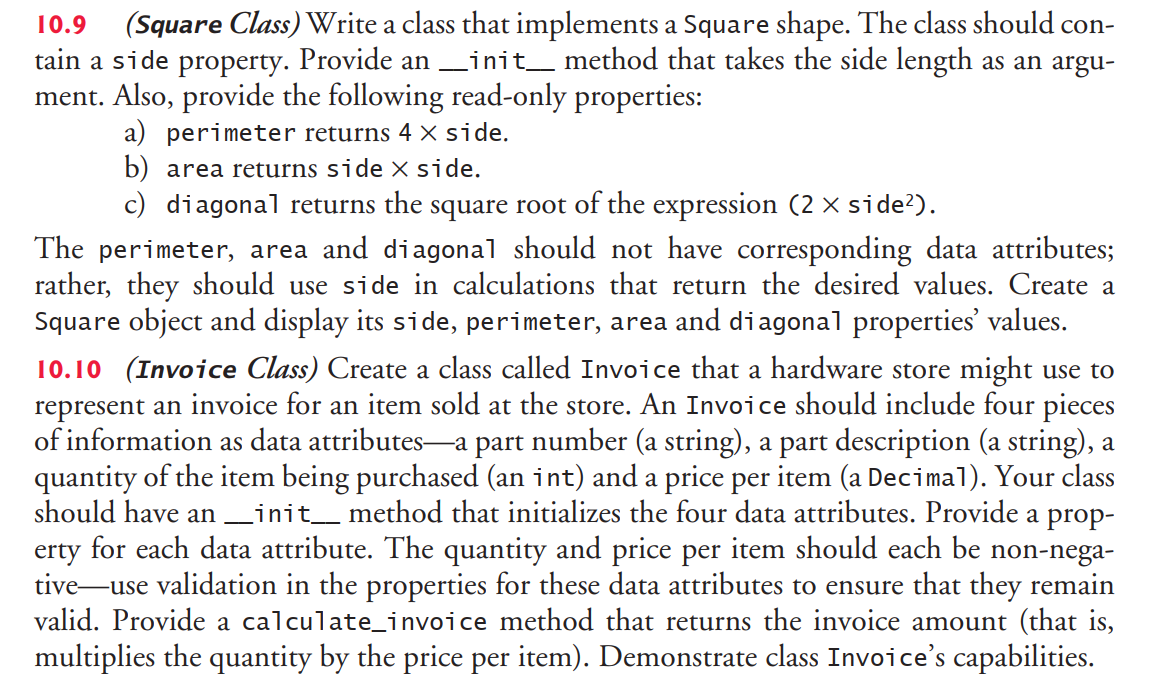 10.9 (Square Class) Write a class that implements a Square shape. The class should con-
tain a side property. Provide an __init__ method that takes the side length as an argu-
ment. Also, provide the following read-only properties:
a) perimeter returns 4 × side.
b) area returns side × side.
c) diagonal returns the square root of the expression (2 × side²).
The perimeter, area and diagonal should not have corresponding data attributes;
rather, they should use side in calculations that return the desired values. Create a
Square object and display its side, perimeter, area and diagonal properties’ values.
10.10 (Invoice Class) Create a class called Invoice that a hardware store might use to
represent an invoice for an item sold at the store. An Invoice should include four pieces
of information as data attributes—a part number (a string), a part description (a string), a
quantity of the item being purchased (an int) and a price per item (a Decimal). Your class
should have an __init__ method that initializes the four data attributes. Provide a prop-
erty for each data attribute. The quantity and price per item should each be non-nega-
tive—use validation in the properties for these data attributes to ensure that they remain
valid. Provide a calculate_invoice method that returns the invoice amount (that is,
multiplies the quantity by the price per item). Demonstrate class Invoice’s capabilities.